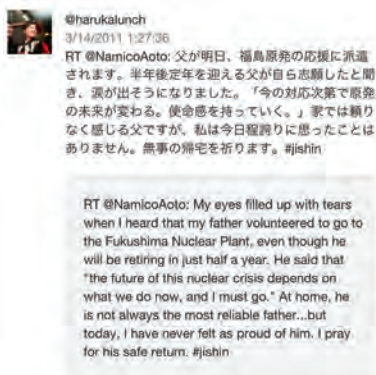 @harukalunch
3/14/2011 1:27:36
RT @NamicoAoto: 父が明日、福島原発の応援に派遣
されます。半年後定年を迎える父が自ら志願したと聞
き、涙が出そうになりました。「今の対応次第で原発
の未来が変わる。使命感を持っていく。」家では頼り
なく感じる父ですが、私は今日程誇りに思ったことは
ありません。無事の帰宅を祈ります。#jishin
RT @NamicoAoto: My eyes filled up with tears
when I heard that my father volunteered to go to
the Fukushima Nuclear Plant, even though he
will be retiring in just half a year. He said that
"the future of this nuclear crisis depends on
what we do now, and I must go." At home, he
is not always the most reliable father...but
today, I have never felt as proud of him. I pray
for his safe return. #jishin